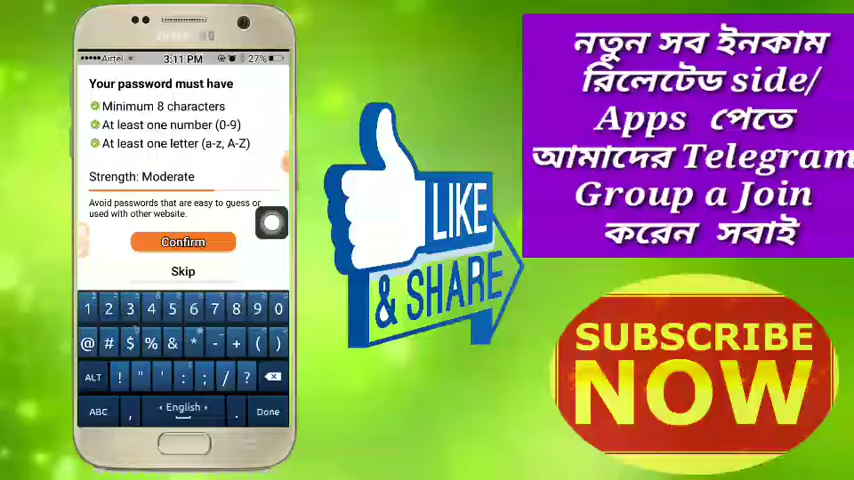 Airtel 3:11 PM 27%
Your password must have
Minimum 8 characters
At least one number (0-9)
At least one letter (a-z, A-Z)
Strength: Moderate
Avoid passwords that are easy to guess or
used with other website.
Confirm
Skip
1 2 3 4 5 6 7 8 9 0
@ # $ % & * - + ( )
ALT ! " ' : ; / ?
ABC , English . Done
LIKE
& SHARE
নতুন সব ইনকাম
রিলেটেড side/
Apps পেতে
আমাদের Telegram
Group a Join
করেন সবাই
SUBSCRIBE
NOW